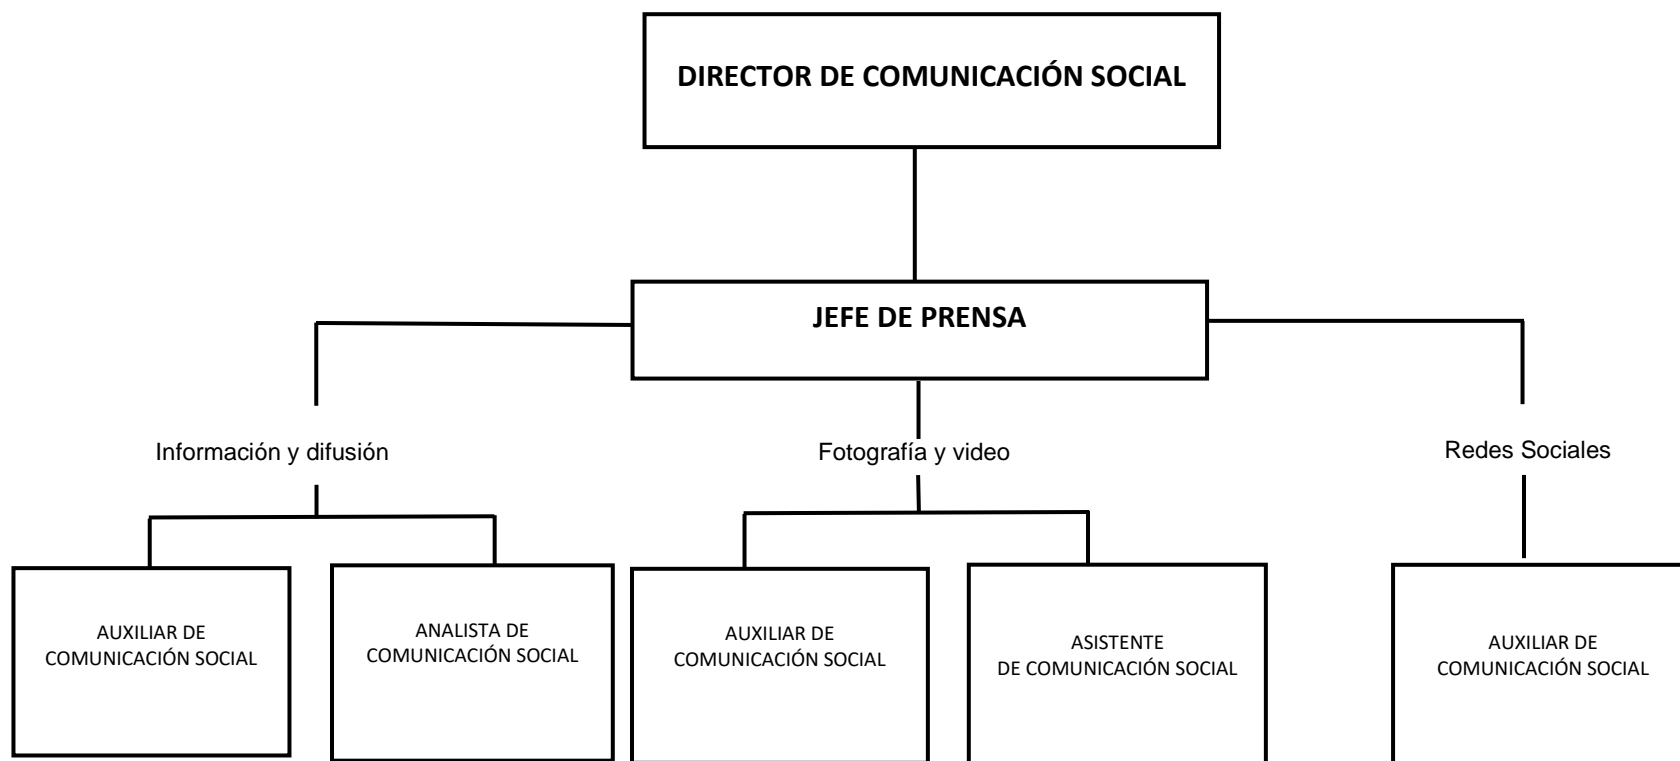 DIRECTOR DE COMUNICACIÓN SOCIAL
JEFE DE PRENSA
Información y difusión
Fotografía y video
Redes Sociales
AUXILIAR DE
COMUNICACIÓN SOCIAL
ANALISTA DE
COMUNICACIÓN SOCIAL
AUXILIAR DE
COMUNICACIÓN SOCIAL
ASISTENTE
DE COMUNICACIÓN SOCIAL
AUXILIAR DE
COMUNICACIÓN SOCIAL